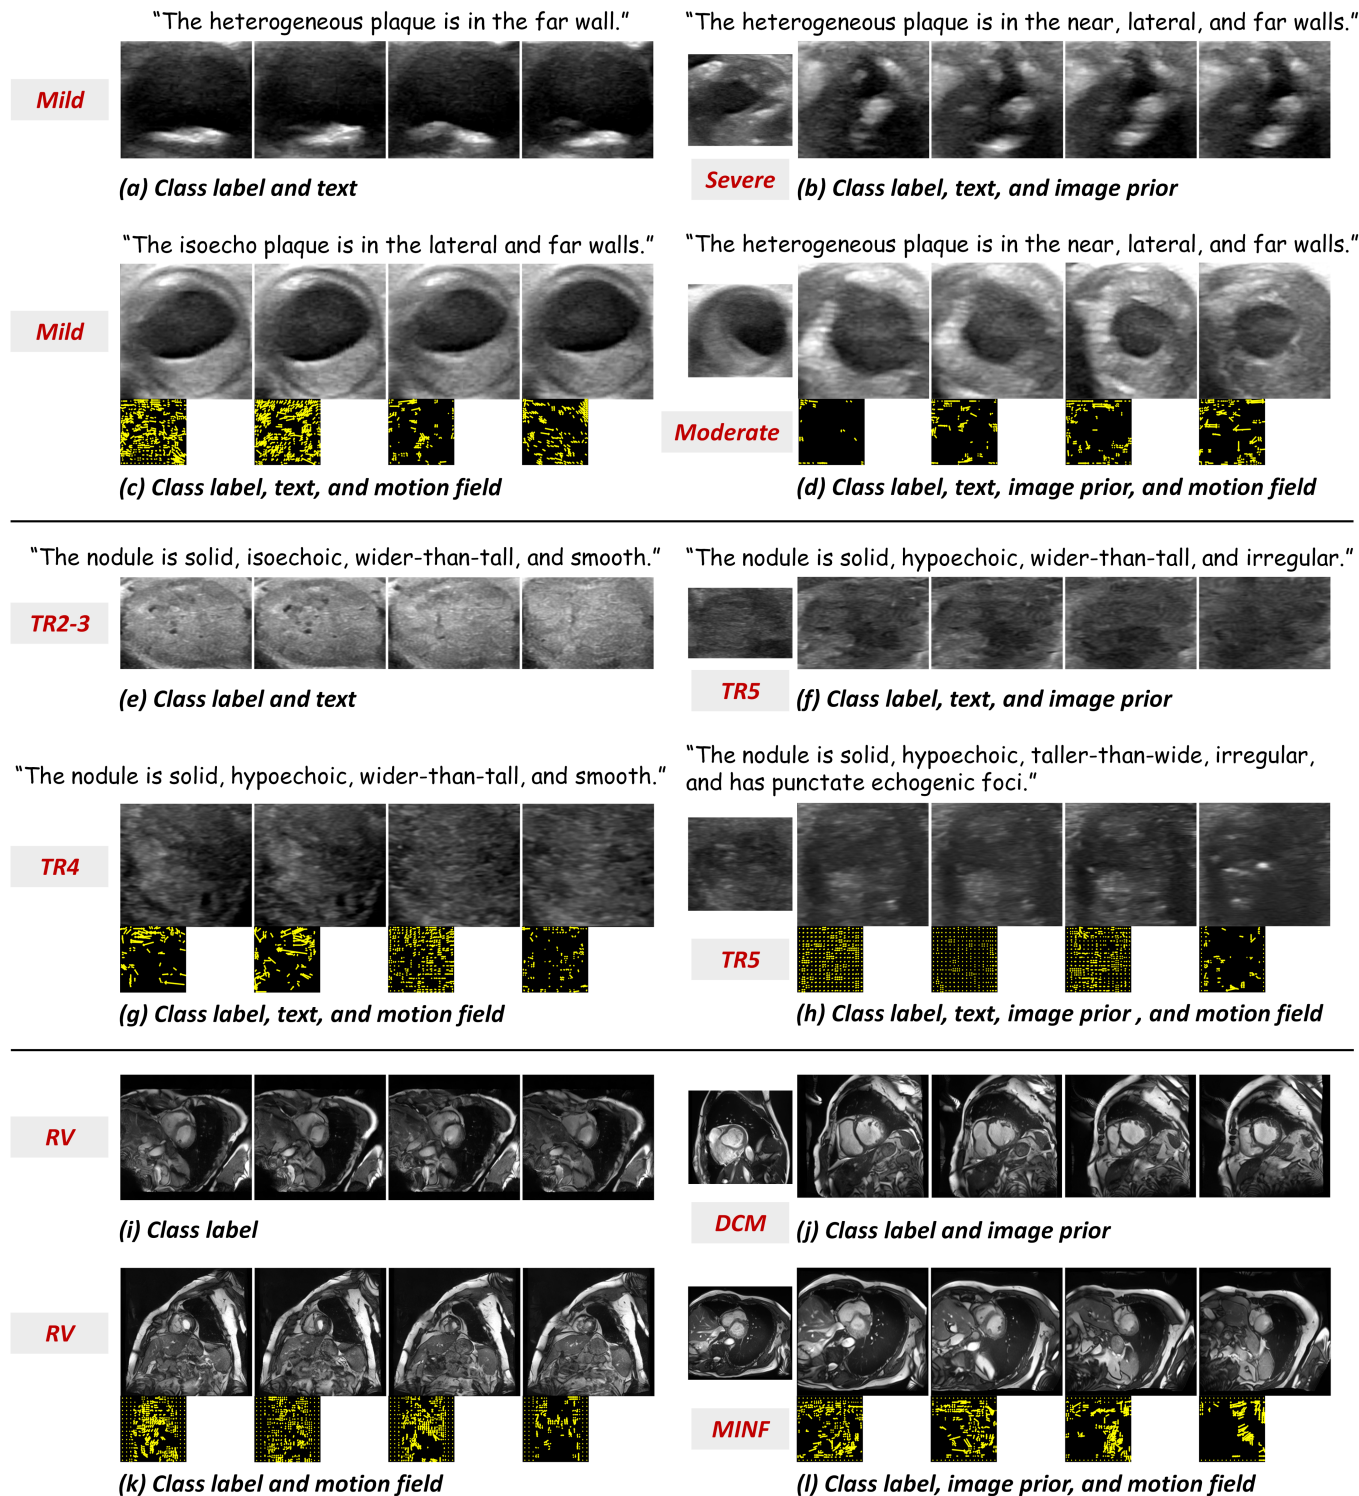 “The heterogeneous plaque is in the far wall.”
Mild
(a) Class label and text
“The heterogeneous plaque is in the near, lateral, and far walls.”
Severe
(b) Class label, text, and image prior
“The isoecho plaque is in the lateral and far walls.”
Mild
(c) Class label, text, and motion field
“The heterogeneous plaque is in the near, lateral, and far walls.”
Moderate
(d) Class label, text, image prior, and motion field
“The nodule is solid, isoechoic, wider-than-tall, and smooth.”
TR2-3
(e) Class label and text
“The nodule is solid, hypoechoic, wider-than-tall, and irregular.”
TR5
(f) Class label, text, and image prior
“The nodule is solid, hypoechoic, wider-than-tall, and smooth.”
TR4
(g) Class label, text, and motion field
“The nodule is solid, hypoechoic, taller-than-wide, irregular,
and has punctate echogenic foci.”
TR5
(h) Class label, text, image prior , and motion field
RV
(i) Class label
DCM
(j) Class label and image prior
RV
(k) Class label and motion field
MINF
(l) Class label, image prior, and motion field